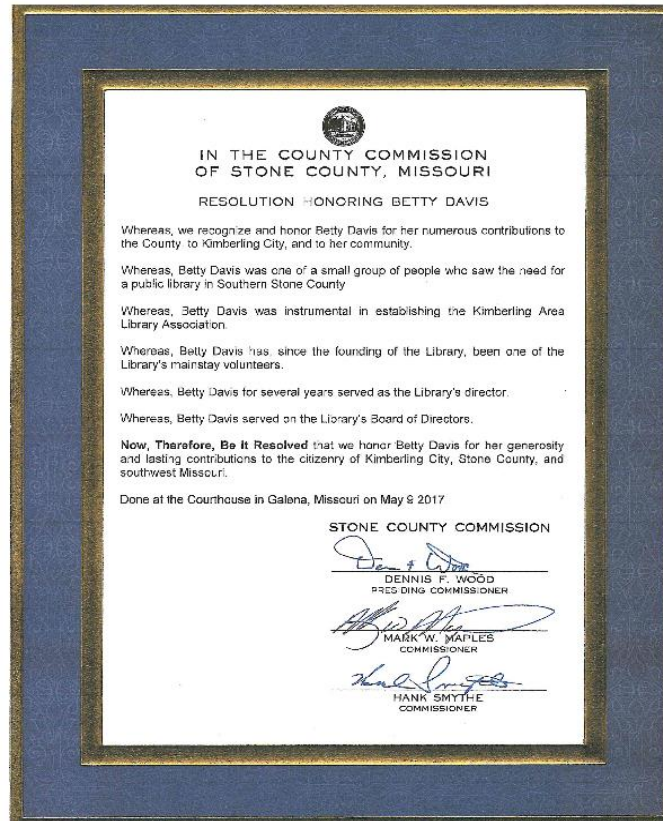 IN THE COUNTY COMMISSION
OF STONE COUNTY, MISSOURI
RESOLUTION HONORING BETTY DAVIS
Whereas, we recognize and honor Betty Davis for her numerous contributions to
the County to Kimberling City, and to her community.
Whereas, Betty Davis was one of a small group of people who saw the need for
a public library in Southern Stone County
Whereas, Betty Davis was instrumental in establishing the Kimberling Area
Library Association.
Whereas, Betty Davis has, since the founding of the Library, been one of the
Library's mainstay volunteers.
Whereas, Betty Davis for several years served as the Library's director.
Whereas, Betty Davis served on the Library's Board of Directors.
Now, Therefore, Be it Resolved that we honor Betty Davis for her generosity
and lasting contributions to the citizenry of Kimberling City, Stone County, and
southwest Missouri.
Done at the Courthouse in Galena, Missouri on May 9 2017
STONE COUNTY COMMISSION
DENNIS F. WOOD
PRESIDING COMMISSIONER
MARK W. MAPLES
COMMISSIONER
HANK SMYTHE
COMMISSIONER